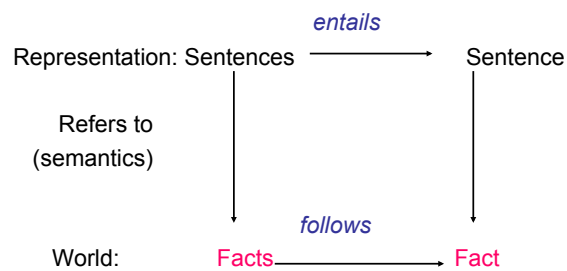 entails
Representation: Sentences Sentence
Refers to
(semantics)
follows
World: Facts Fact